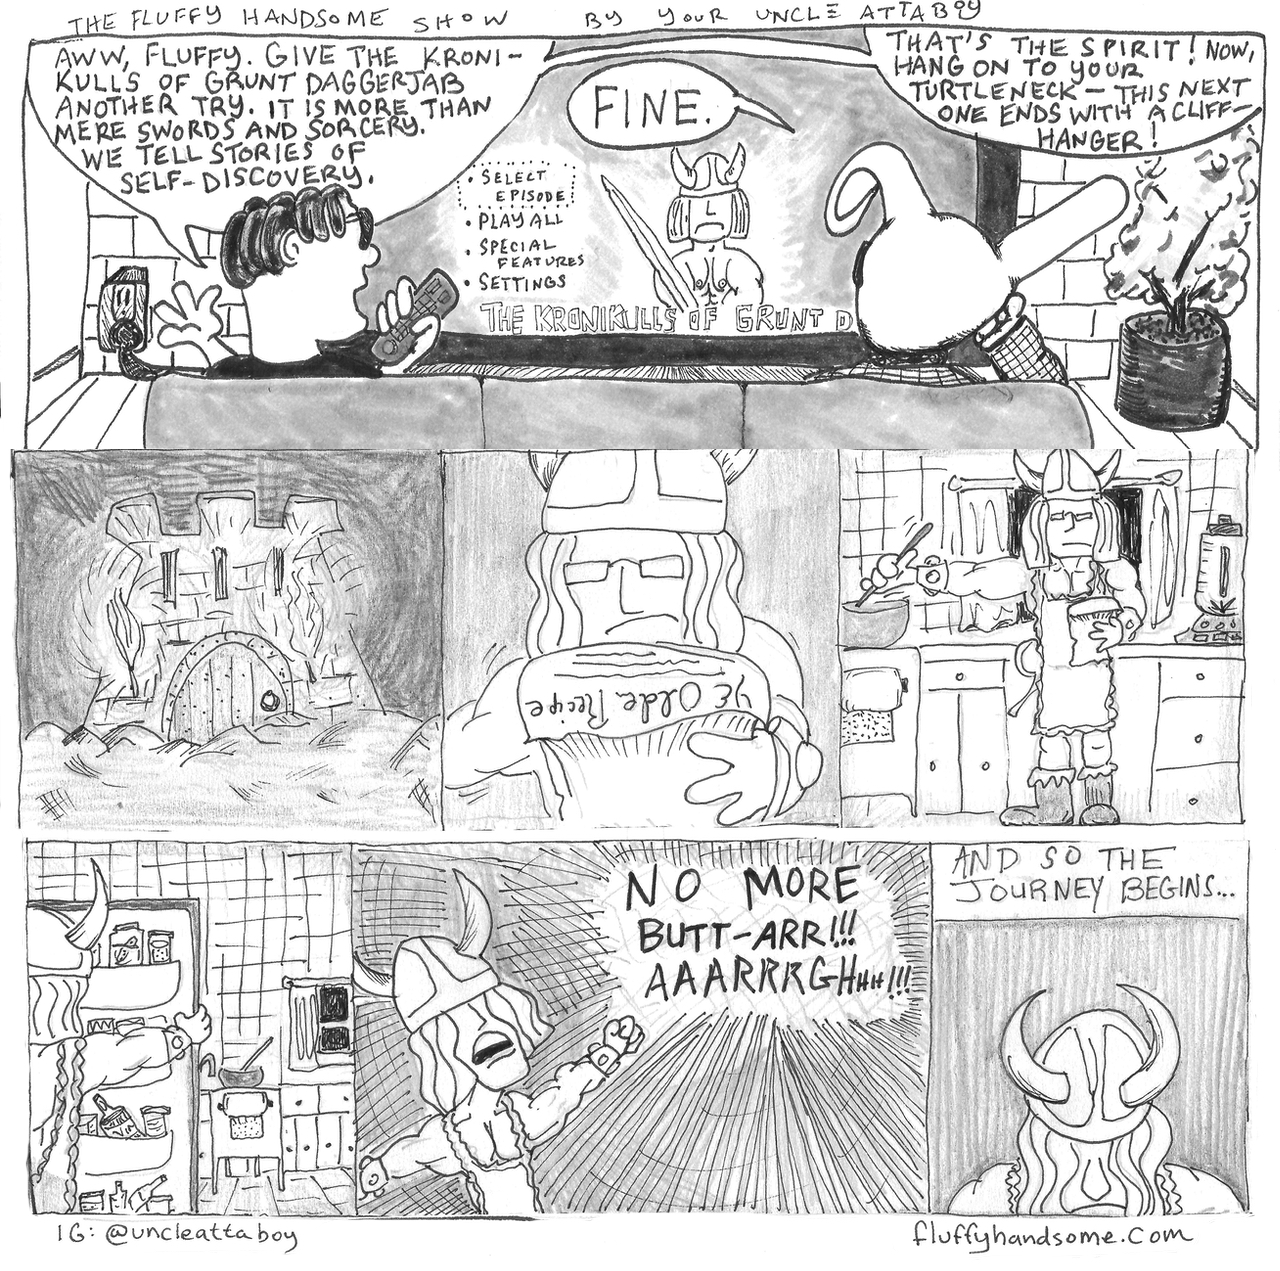 THE FLUFFY HANDSOME SHOW BY YOUR UNCLE ATTABOY
AWW, FLUFFY. GIVE THE KRONI-
KULLS OF GRUNT DAGGERJAB
ANOTHER TRY. IT IS MORE THAN
MERE SWORDS AND SORCERY.
WE TELL STORIES OF
SELF-DISCOVERY.
FINE.
THAT'S THE SPIRIT! NOW,
HANG ON TO YOUR
TURTLENECK — THIS NEXT
ONE ENDS WITH A CLIFF-
HANGER!
• SELECT
EPISODE
• PLAY ALL
• SPECIAL
FEATURES
• SETTINGS
THE KRONIKULLS OF GRUNT D
Ye Olde Recipe
NO MORE
BUTT-ARR!!!
AAARRRGHHH!!!
AND SO THE
JOURNEY BEGINS...
IG: @uncleattaboy
fluffyhandsome.com